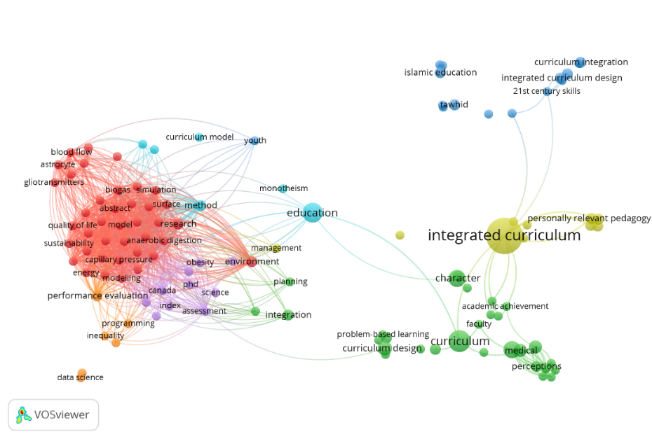 curriculum integration
islamic education
integrated curriculum design
21st century skills
tawhid
curriculum model
youth
blood flow
astrocyte
gliotransmitters
monotheism
biogas
simulation
abstract
surface
method
education
quality of life
model
research
personally relevant pedagogy
integrated curriculum
sustainability
anaerobic digestion
management
capillary pressure
obesity
environment
energy
modelling
character
phd
planning
canada
science
performance evaluation
index
assessment
integration
academic achievement
programming
faculty
inequality
problem-based learning
curriculum
curriculum design
medical
perceptions
data science
VOSviewer